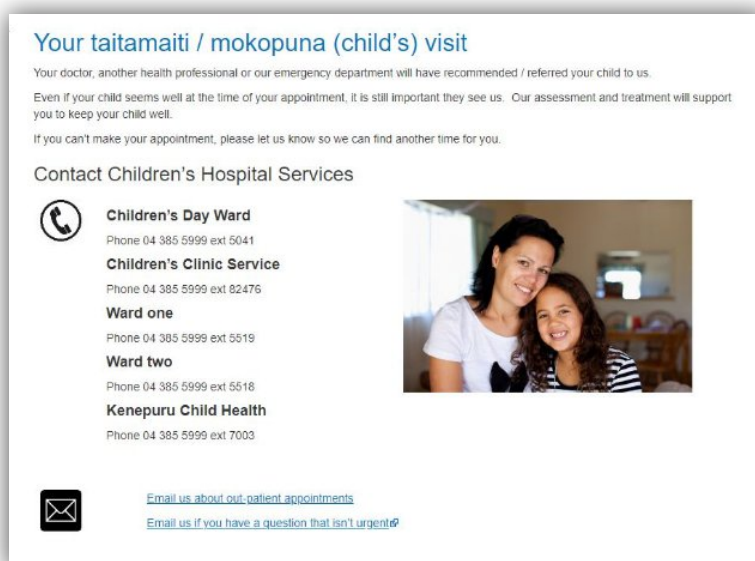 Your taitamaiti / mokopuna (child's) visit
Your doctor, another health professional or our emergency department will have recommended / referred your child to us.
Even if your child seems well at the time of your appointment, it is still important they see us. Our assessment and treatment will support
you to keep your child well.
If you can't make your appointment, please let us know so we can find another time for you.
Contact Children's Hospital Services
Children's Day Ward
Phone 04 385 5999 ext 5041
Children's Clinic Service
Phone 04 385 5999 ext 82476
Ward one
Phone 04 385 5999 ext 5519
Ward two
Phone 04 385 5999 ext 5518
Kenepuru Child Health
Phone 04 385 5999 ext 7003
Email us about out-patient appointments
Email us if you have a question that isn't urgent